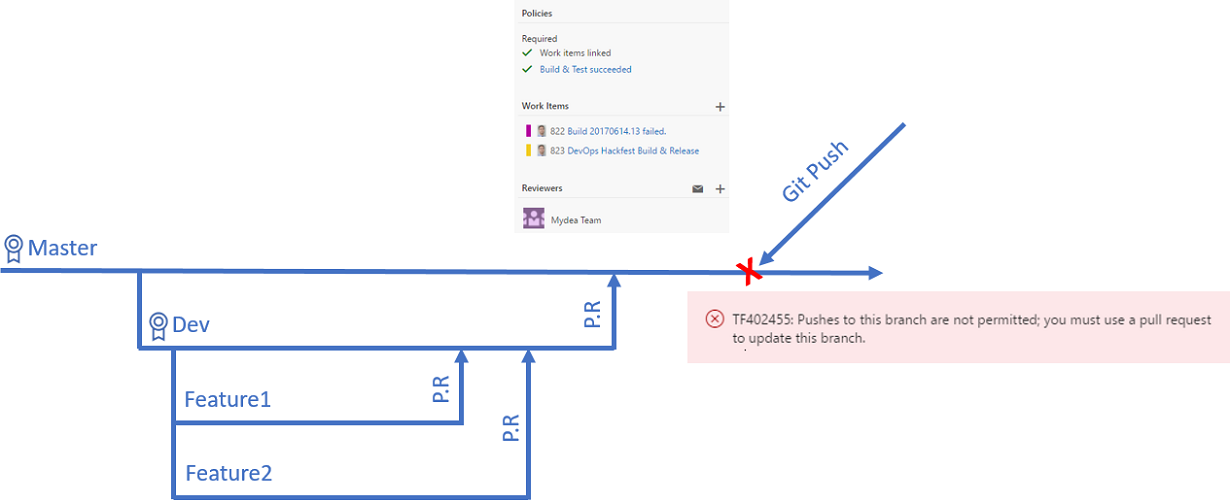 Policies
Required
Work items linked
Build & Test succeeded
Work Items
822 Build 20170614.13 failed.
823 DevOps Hackfest Build & Release
Reviewers
Mydea Team
Git Push
Master
P.R
Dev
TF402455: Pushes to this branch are not permitted; you must use a pull request
to update this branch.
Feature1
P.R
P.R
Feature2